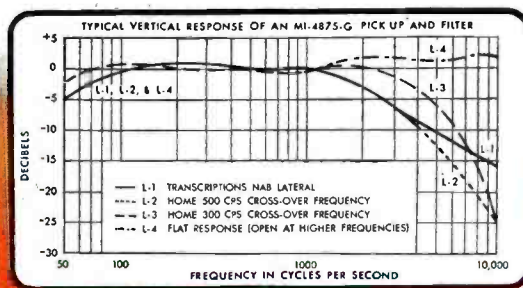 TYPICAL VERTICAL RESPONSE OF AN MI-4875-G PICK UP AND FILTER
+5
0
-5
-10
-15
-20
-25
-30
DECIBELS
L-1, L-2, & L-4
L-4
L-3
L-1
L-2
L-1 TRANSCRIPTIONS NAB LATERAL
L-2 HOME 500 CPS CROSS-OVER FREQUENCY
L-3 HOME 300 CPS CROSS-OVER FREQUENCY
L-4 FLAT RESPONSE (OPEN AT HIGHER FREQUENCIES)
50 100 1000 10,000
FREQUENCY IN CYCLES PER SECOND